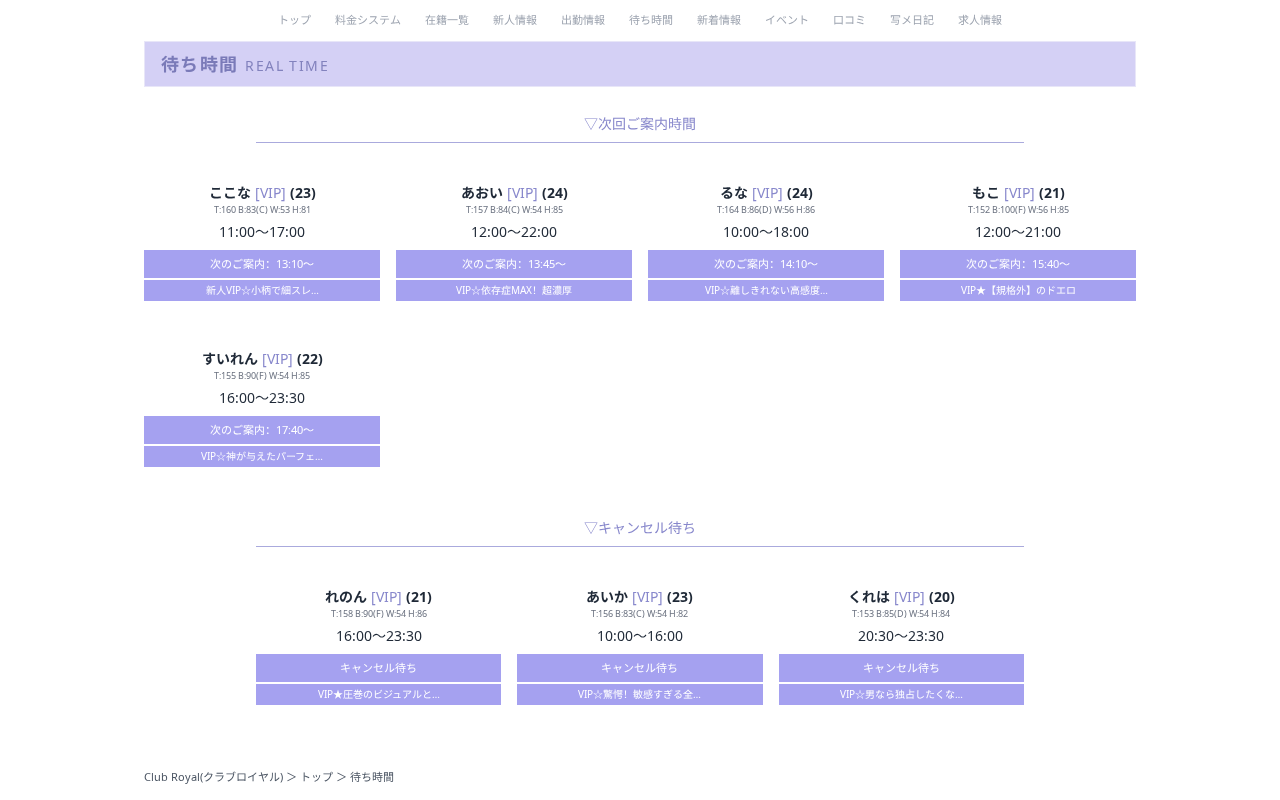 トップ 料金システム 在籍一覧 新人情報 出勤情報 待ち時間 新着情報 イベント 口コミ 写メ日記 求人情報
待ち時間 REAL TIME
▽次回ご案内時間
ここな [VIP] (23)
T:160 B:83(C) W:53 H:81
11:00〜17:00
次のご案内：13:10〜
新人VIP☆小柄で細スレ...
あおい [VIP] (24)
T:157 B:84(C) W:54 H:85
12:00〜22:00
次のご案内：13:45〜
VIP☆依存症MAX！超濃厚
るな [VIP] (24)
T:164 B:86(D) W:56 H:86
10:00〜18:00
次のご案内：14:10〜
VIP☆離しきれない高感度...
もこ [VIP] (21)
T:152 B:100(F) W:56 H:85
12:00〜21:00
次のご案内：15:40〜
VIP★【規格外】のドエロ
すいれん [VIP] (22)
T:155 B:90(F) W:54 H:85
16:00〜23:30
次のご案内：17:40〜
VIP☆神が与えたパーフェ...
▽キャンセル待ち
れのん [VIP] (21)
T:158 B:90(F) W:54 H:86
16:00〜23:30
キャンセル待ち
VIP★圧巻のビジュアルと...
あいか [VIP] (23)
T:156 B:83(C) W:54 H:82
10:00〜16:00
キャンセル待ち
VIP☆驚愕！敏感すぎる全...
くれは [VIP] (20)
T:153 B:85(D) W:54 H:84
20:30〜23:30
キャンセル待ち
VIP☆男なら独占したくな...
Club Royal(クラブロイヤル) ＞ トップ ＞ 待ち時間